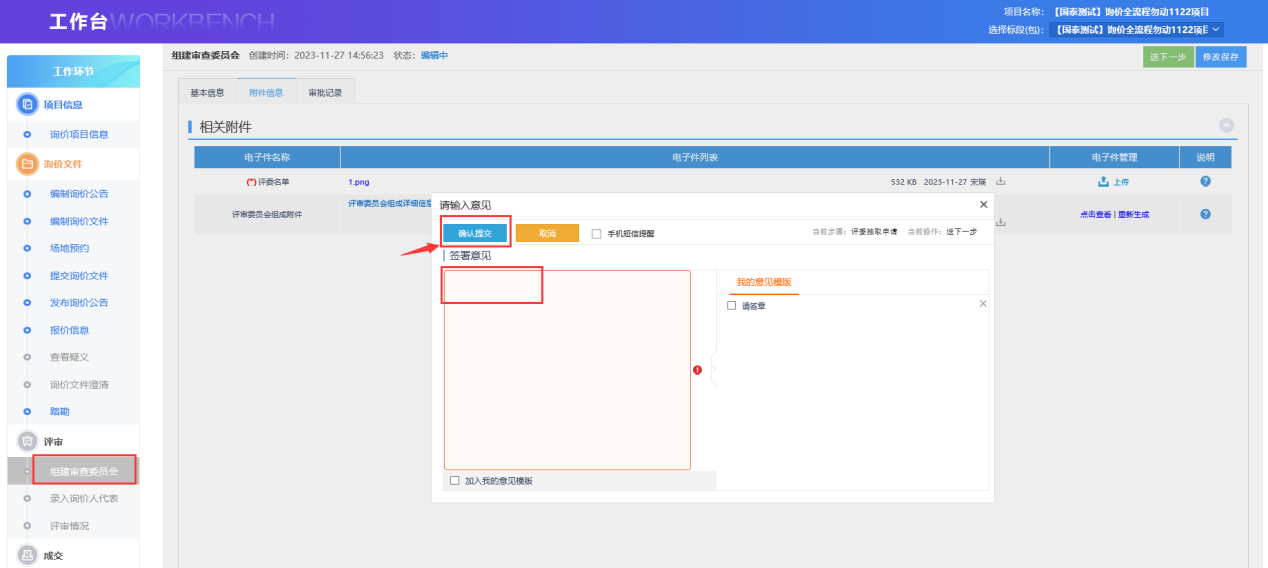 工作台WORKBENCH
项目名称: 【国泰测试】询价全流程勿动1122项目
选择标段(包): 【国泰测试】询价全流程勿动1122项目
工作环节
项目信息
询价项目信息
询价文件
编制询价公告
编制询价文件
场地预约
提交询价文件
发布询价公告
报价信息
查看疑义
询价文件澄清
踏勘
评审
组建审查委员会
录入询价人代表
评审情况
成交
组建审查委员会 创建时间: 2023-11-27 14:56:23 状态: 编辑中
送下一步 修改保存
基本信息 附件信息 审批记录
相关附件
电子件名称 电子件列表 电子件管理 说明
(*)评委名单 1.png 532 KB 2023-11-27 宋瑛 上传
评审委员会组成附件 评审委员会组成详细信息 点击查看 | 重新生成
请输入意见
确认提交 取消 手机短信提醒 当前步骤: 评委抽取申请 当前操作: 送下一步
签署意见
我的意见模版
请签章
加入我的意见模版